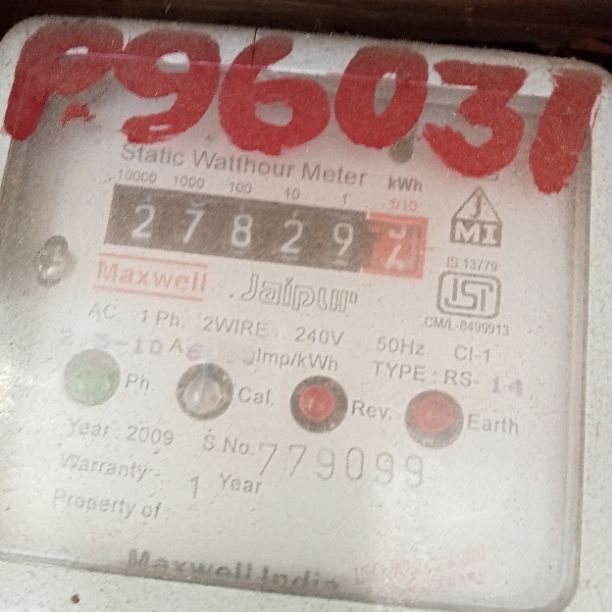 P96031
Static Watthour Meter kWh
10000 1000 100 10 1 1/10
2 7 8 2 9
J
MI
IS:13779
Maxwell Jaipur
CM/L-8499913
AC 1 Ph. 2WIRE 240V 50Hz Cl-1
Imp/kWh TYPE : RS- 14
Ph. Cal. Rev. Earth
Year : 2009 S.No. 779099
Warranty 1 Year
Property of
Maxwell India